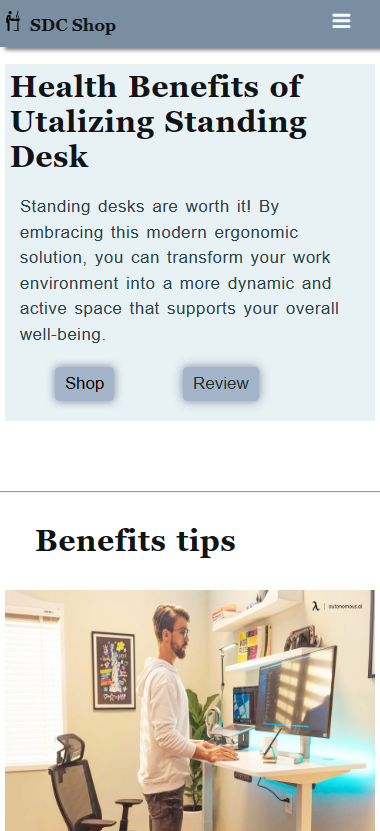 SDC Shop
Health Benefits of
Utalizing Standing
Desk
Standing desks are worth it! By
embracing this modern ergonomic
solution, you can transform your work
environment into a more dynamic and
active space that supports your overall
well-being.
Shop
Review
Benefits tips
autonomous.ai